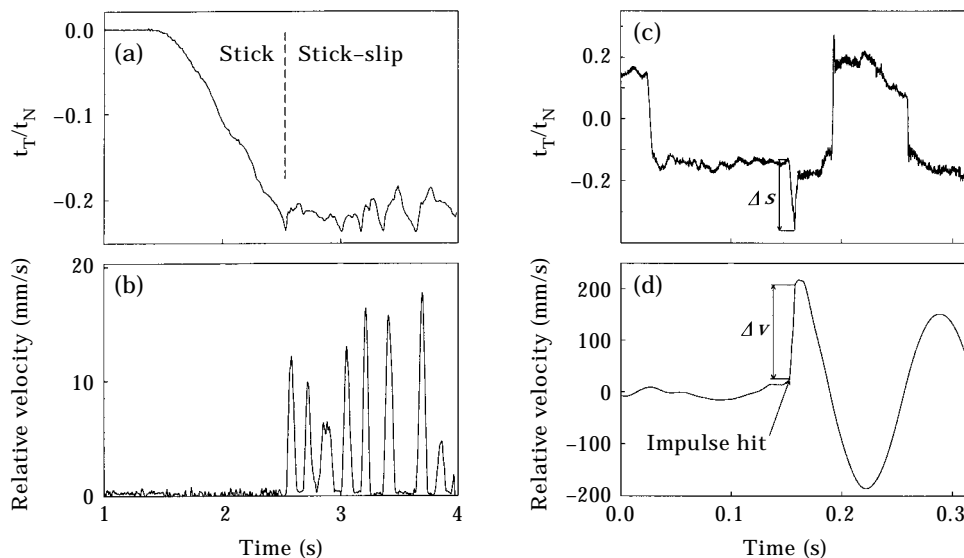 (a)
Stick
Stick–slip
0.0
−0.1
−0.2
t_T/t_N
(b)
20
10
0
Relative velocity (mm/s)
1
2
3
4
Time (s)
(c)
Δs
0.2
0.0
−0.2
t_T/t_N
(d)
Δv
Impulse hit
200
100
0
−100
−200
Relative velocity (mm/s)
0.0
0.1
0.2
0.3
Time (s)